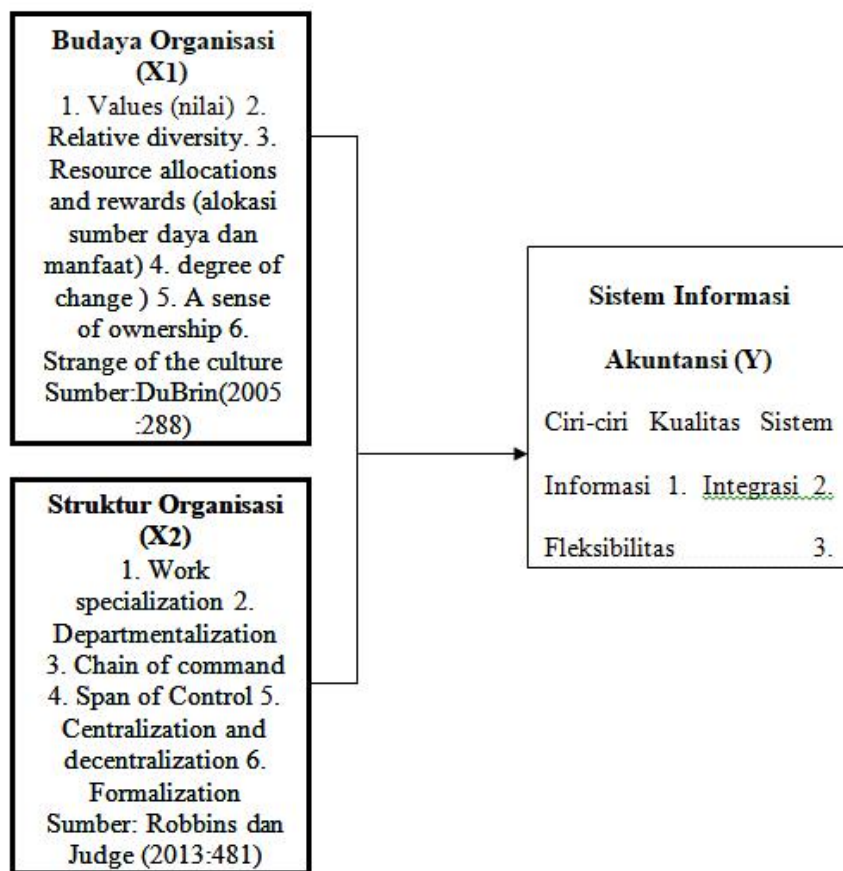 Budaya Organisasi
(X1)
1. Values (nilai) 2.
Relative diversity. 3.
Resource allocations
and rewards (alokasi
sumber daya dan
manfaat) 4. degree of
change ) 5. A sense
of ownership 6.
Strange of the culture
Sumber:DuBrin(2005
:288)
Struktur Organisasi
(X2)
1. Work
specialization 2.
Departmentalization
3. Chain of command
4. Span of Control 5.
Centralization and
decentralization 6.
Formalization
Sumber: Robbins dan
Judge (2013:481)
Sistem Informasi
Akuntansi (Y)
Ciri-ciri Kualitas Sistem
Informasi 1. Integrasi 2.
Fleksibilitas 3.